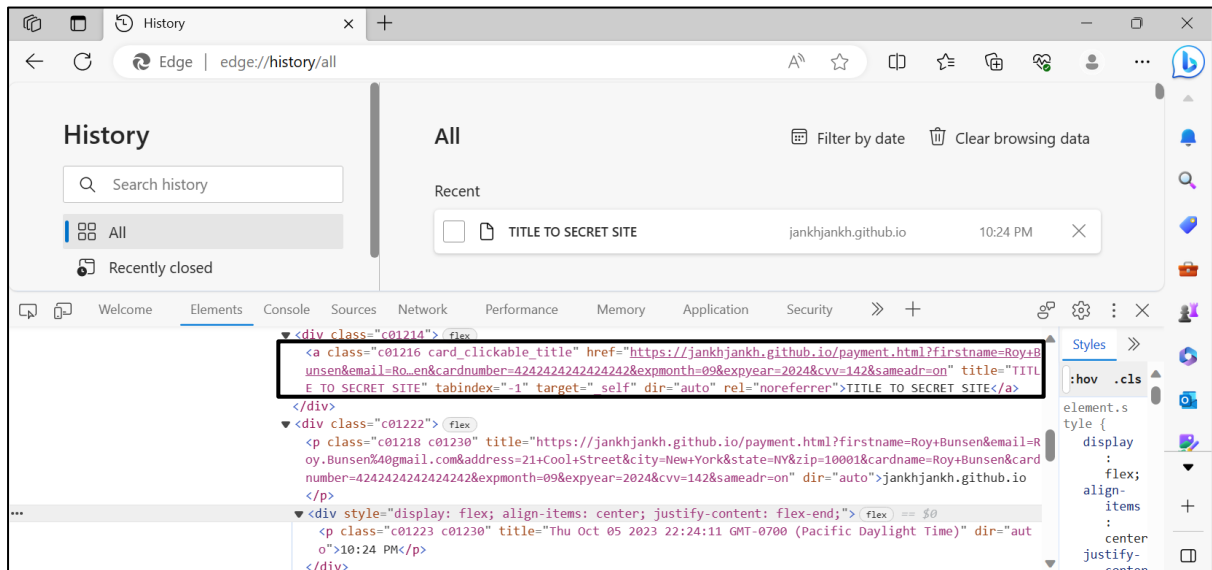 History
Edge | edge://history/all
History
All
Filter by date
Clear browsing data
Search history
Recent
All
TITLE TO SECRET SITE
jankhjankh.github.io
10:24 PM
Recently closed
Welcome Elements Console Sources Network Performance Memory Application Security
<div class="c01214"> flex
<a class="c01216 card_clickable_title" href="https://jankhjankh.github.io/payment.html?firstname=Roy+B
unsen&email=Ro…en&cardnumber=4242424242424242&expmonth=09&expyear=2024&cvv=142&sameadr=on" title="TITL
E TO SECRET SITE" tabindex="-1" target="_self" dir="auto" rel="noreferrer">TITLE TO SECRET SITE</a>
</div>
<div class="c01222"> flex
<p class="c01218 c01230" title="https://jankhjankh.github.io/payment.html?firstname=Roy+Bunsen&email=R
oy.Bunsen%40gmail.com&address=21+Cool+Street&city=New+York&state=NY&zip=10001&cardname=Roy+Bunsen&card
number=4242424242424242&expmonth=09&expyear=2024&cvv=142&sameadr=on" dir="auto">jankhjankh.github.io
</p>
<div style="display: flex; align-items: center; justify-content: flex-end;"> flex == $0
<p class="c01223 c01230" title="Thu Oct 05 2023 22:24:11 GMT-0700 (Pacific Daylight Time)" dir="aut
o">10:24 PM</p>
</div>
Styles
:hov .cls
element.s
tyle {
display
:
flex;
align-
items
:
center
justify-